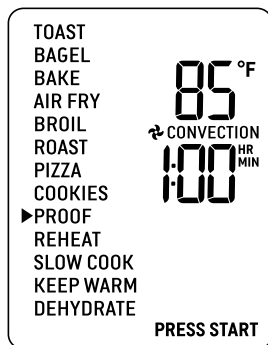 TOAST
BAGEL
BAKE
AIR FRY
BROIL
ROAST
PIZZA
COOKIES
▶PROOF
REHEAT
SLOW COOK
KEEP WARM
DEHYDRATE
85°F
CONVECTION
1:00 HR MIN
PRESS START